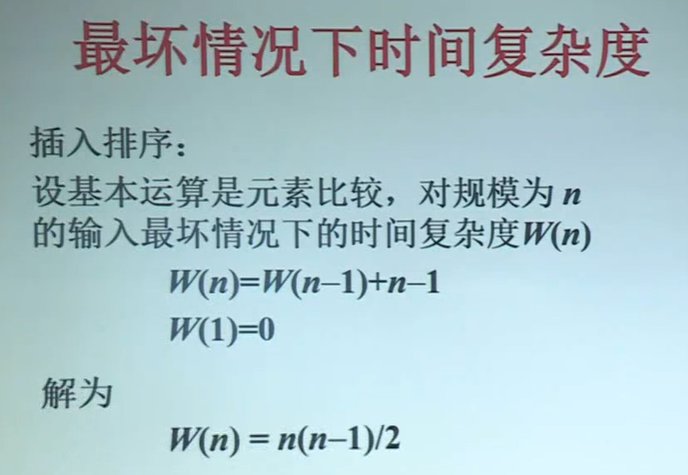 最坏情况下时间复杂度
插入排序：
设基本运算是元素比较，对规模为 n
的输入最坏情况下的时间复杂度W(n)
W(n)=W(n–1)+n–1
W(1)=0
解为
W(n) = n(n–1)/2